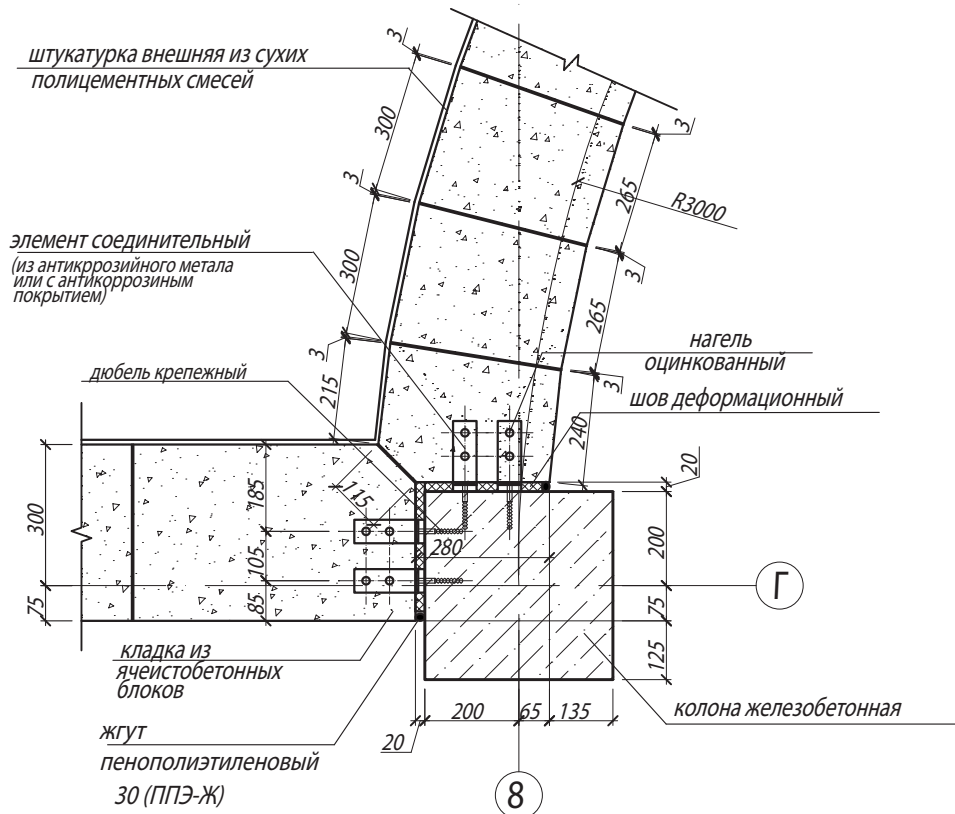 штукатурка внешняя из сухих
полицементных смесей
3
300
3
300
3
215
3
265
R3000
3
265
3
240
элемент соединительный
(из антикррозийного метала
или с антикоррозиным
покрытием)
нагель
оцинкованный
дюбель крепежный
шов деформационный
20
300
75
185
105
85
115
280
200
75
125
Г
кладка из
ячеистобетонных
блоков
жгут
пенополиэтиленовый
30 (ППЭ-Ж)
20
200
65
135
колона железобетонная
8